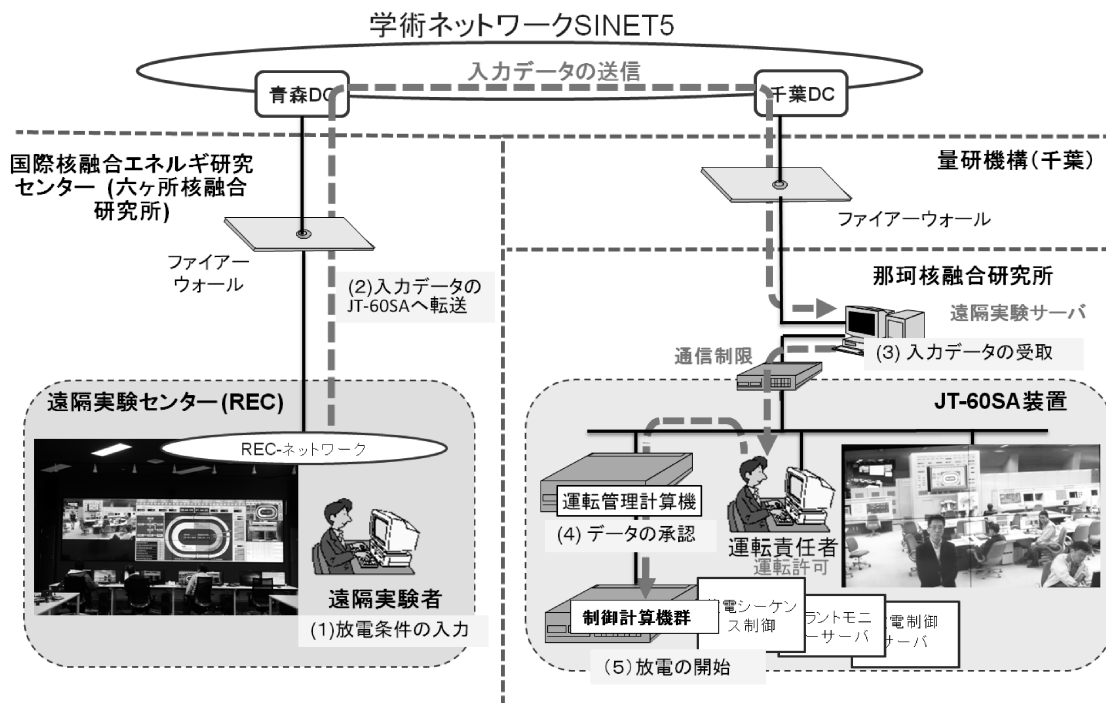 学術ネットワークSINET5
入力データの送信
青森DC
千葉DC
国際核融合エネルギ研究
センター (六ヶ所核融合
研究所)
量研機構(千葉)
ファイアーウォール
ファイアー
ウォール
(2)入力データの
JT-60SAへ転送
那珂核融合研究所
遠隔実験サーバ
(3) 入力データの受取
通信制限
遠隔実験センター(REC)
REC-ネットワーク
JT-60SA装置
運転管理計算機
(4) データの承認
運転責任者
運転許可
遠隔実験者
(1)放電条件の入力
制御計算機群
電シーケン
ス制御
ラントモニ
ーサーバ
電制御
サーバ
(5) 放電の開始